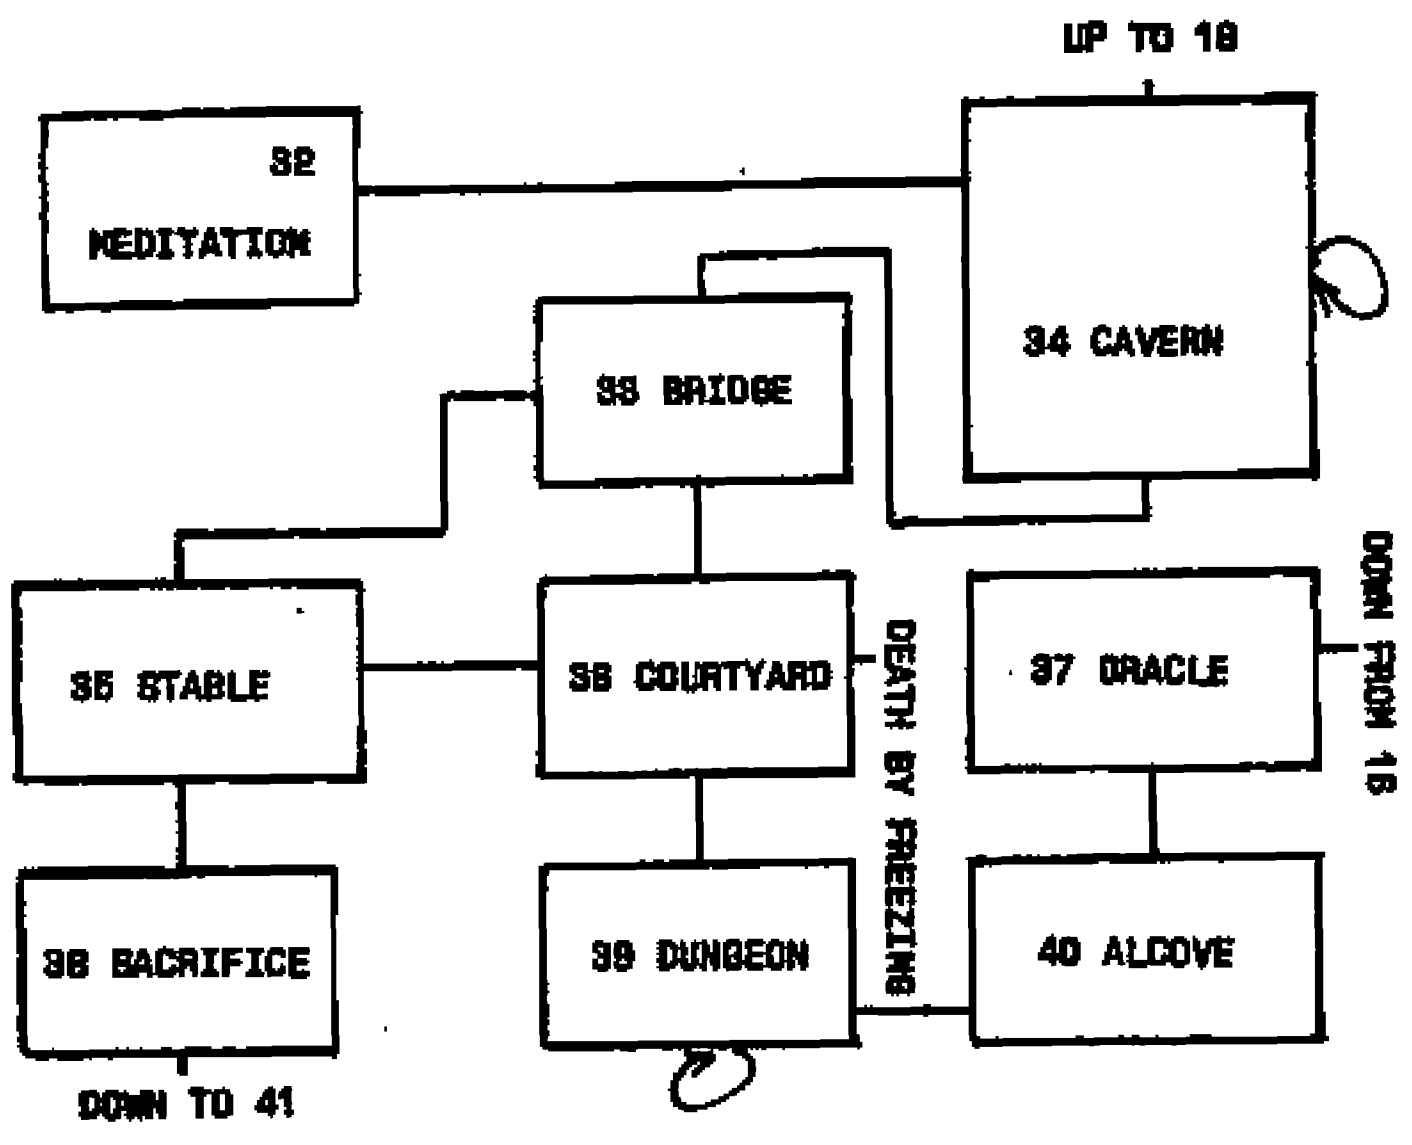 UP TO 18
32
MEDITATION
34 CAVERN
33 BRIDGE
35 STABLE
36 COURTYARD
37 ORACLE
DEATH BY FREEZING
DOWN FROM 16
38 SACRIFICE
39 DUNGEON
40 ALCOVE
DOWN TO 41